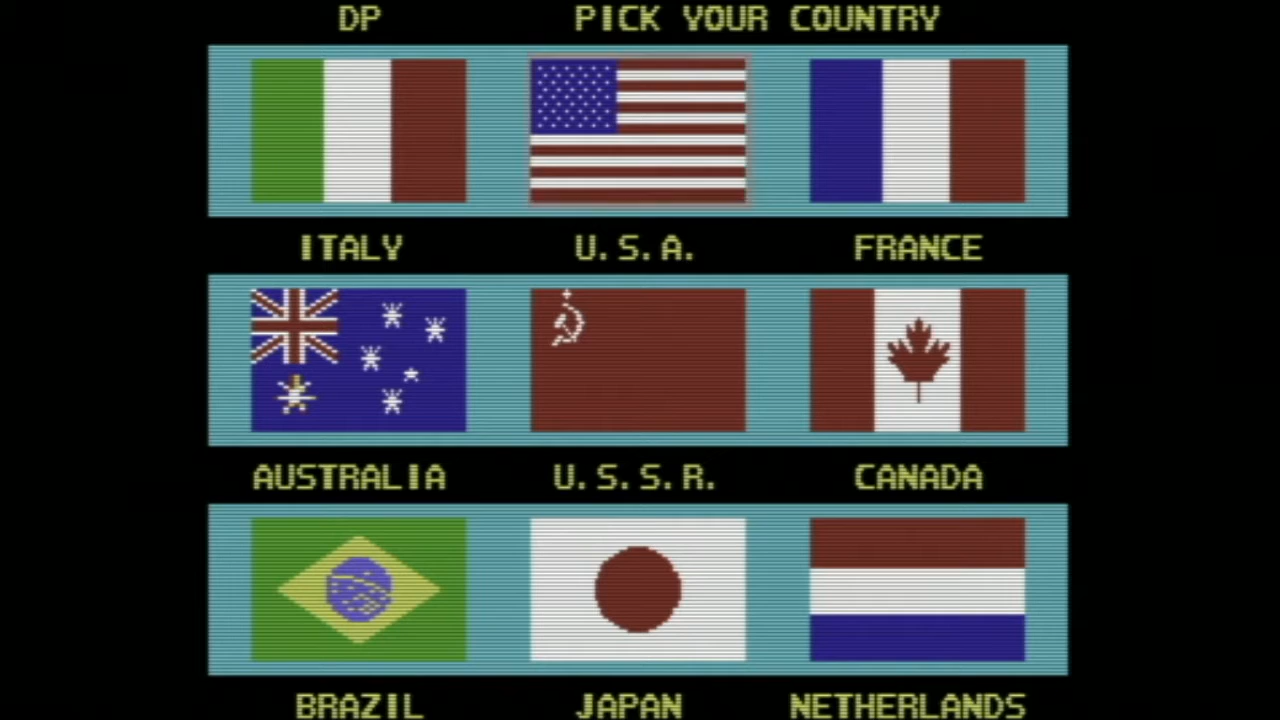 DP PICK YOUR COUNTRY
ITALY U.S.A. FRANCE
AUSTRALIA U.S.S.R. CANADA
BRAZIL JAPAN NETHERLANDS